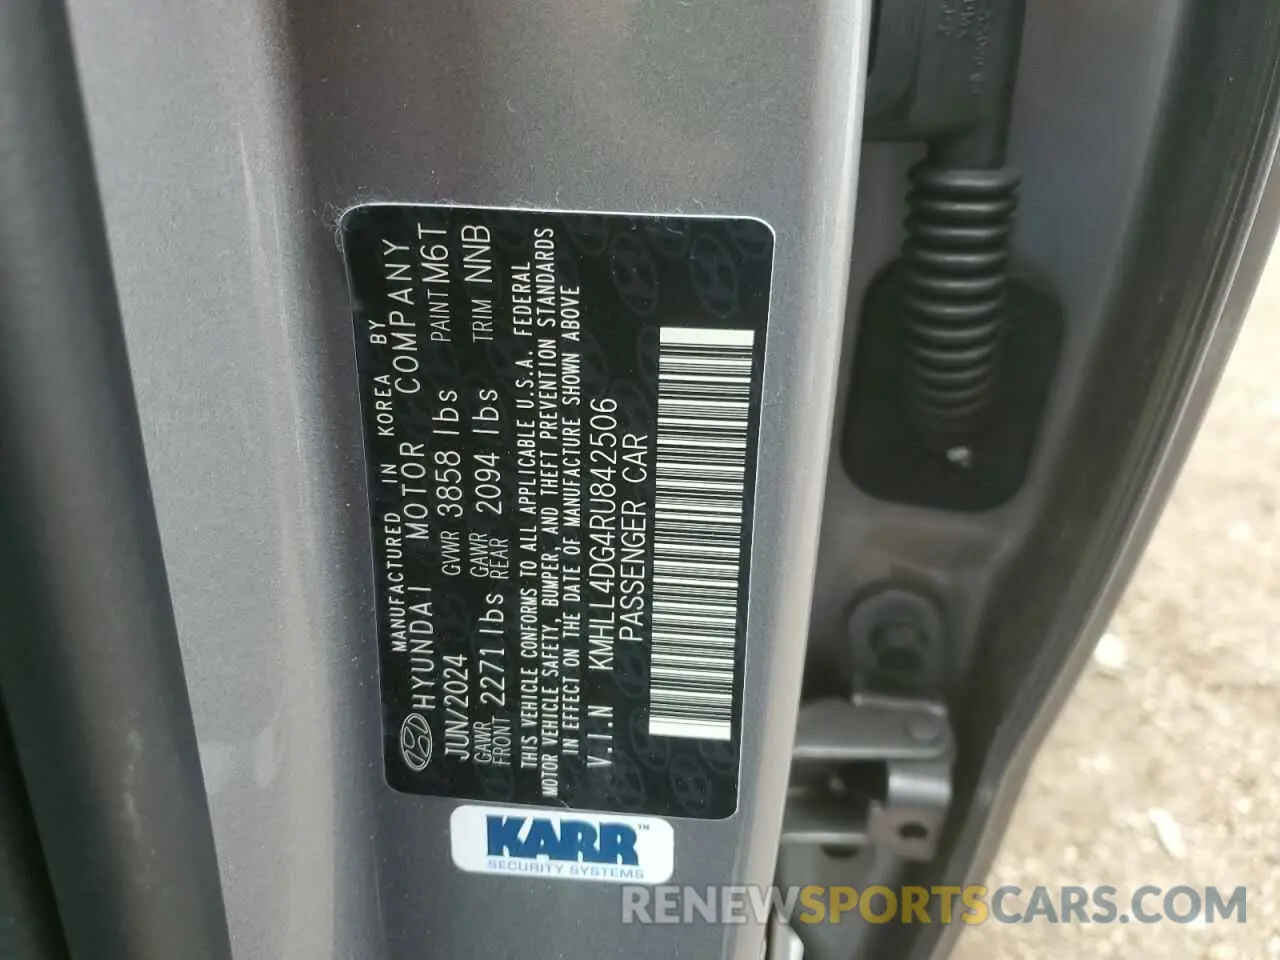 MANUFACTURED IN KOREA BY
HYUNDAI MOTOR COMPANY
JUN/2024 GVWR 3858 lbs PAINT M6T
GAWR FRONT 2271 lbs GAWR REAR 2094 lbs TRIM NNB
THIS VEHICLE CONFORMS TO ALL APPLICABLE U.S.A. FEDERAL
MOTOR VEHICLE SAFETY, BUMPER, AND THEFT PREVENTION STANDARDS
IN EFFECT ON THE DATE OF MANUFACTURE SHOWN ABOVE
V.I.N KMHLL4DG4RU842506
PASSENGER CAR
KARR™
SECURITY SYSTEMS
RENEWSPORTSCARS.COM